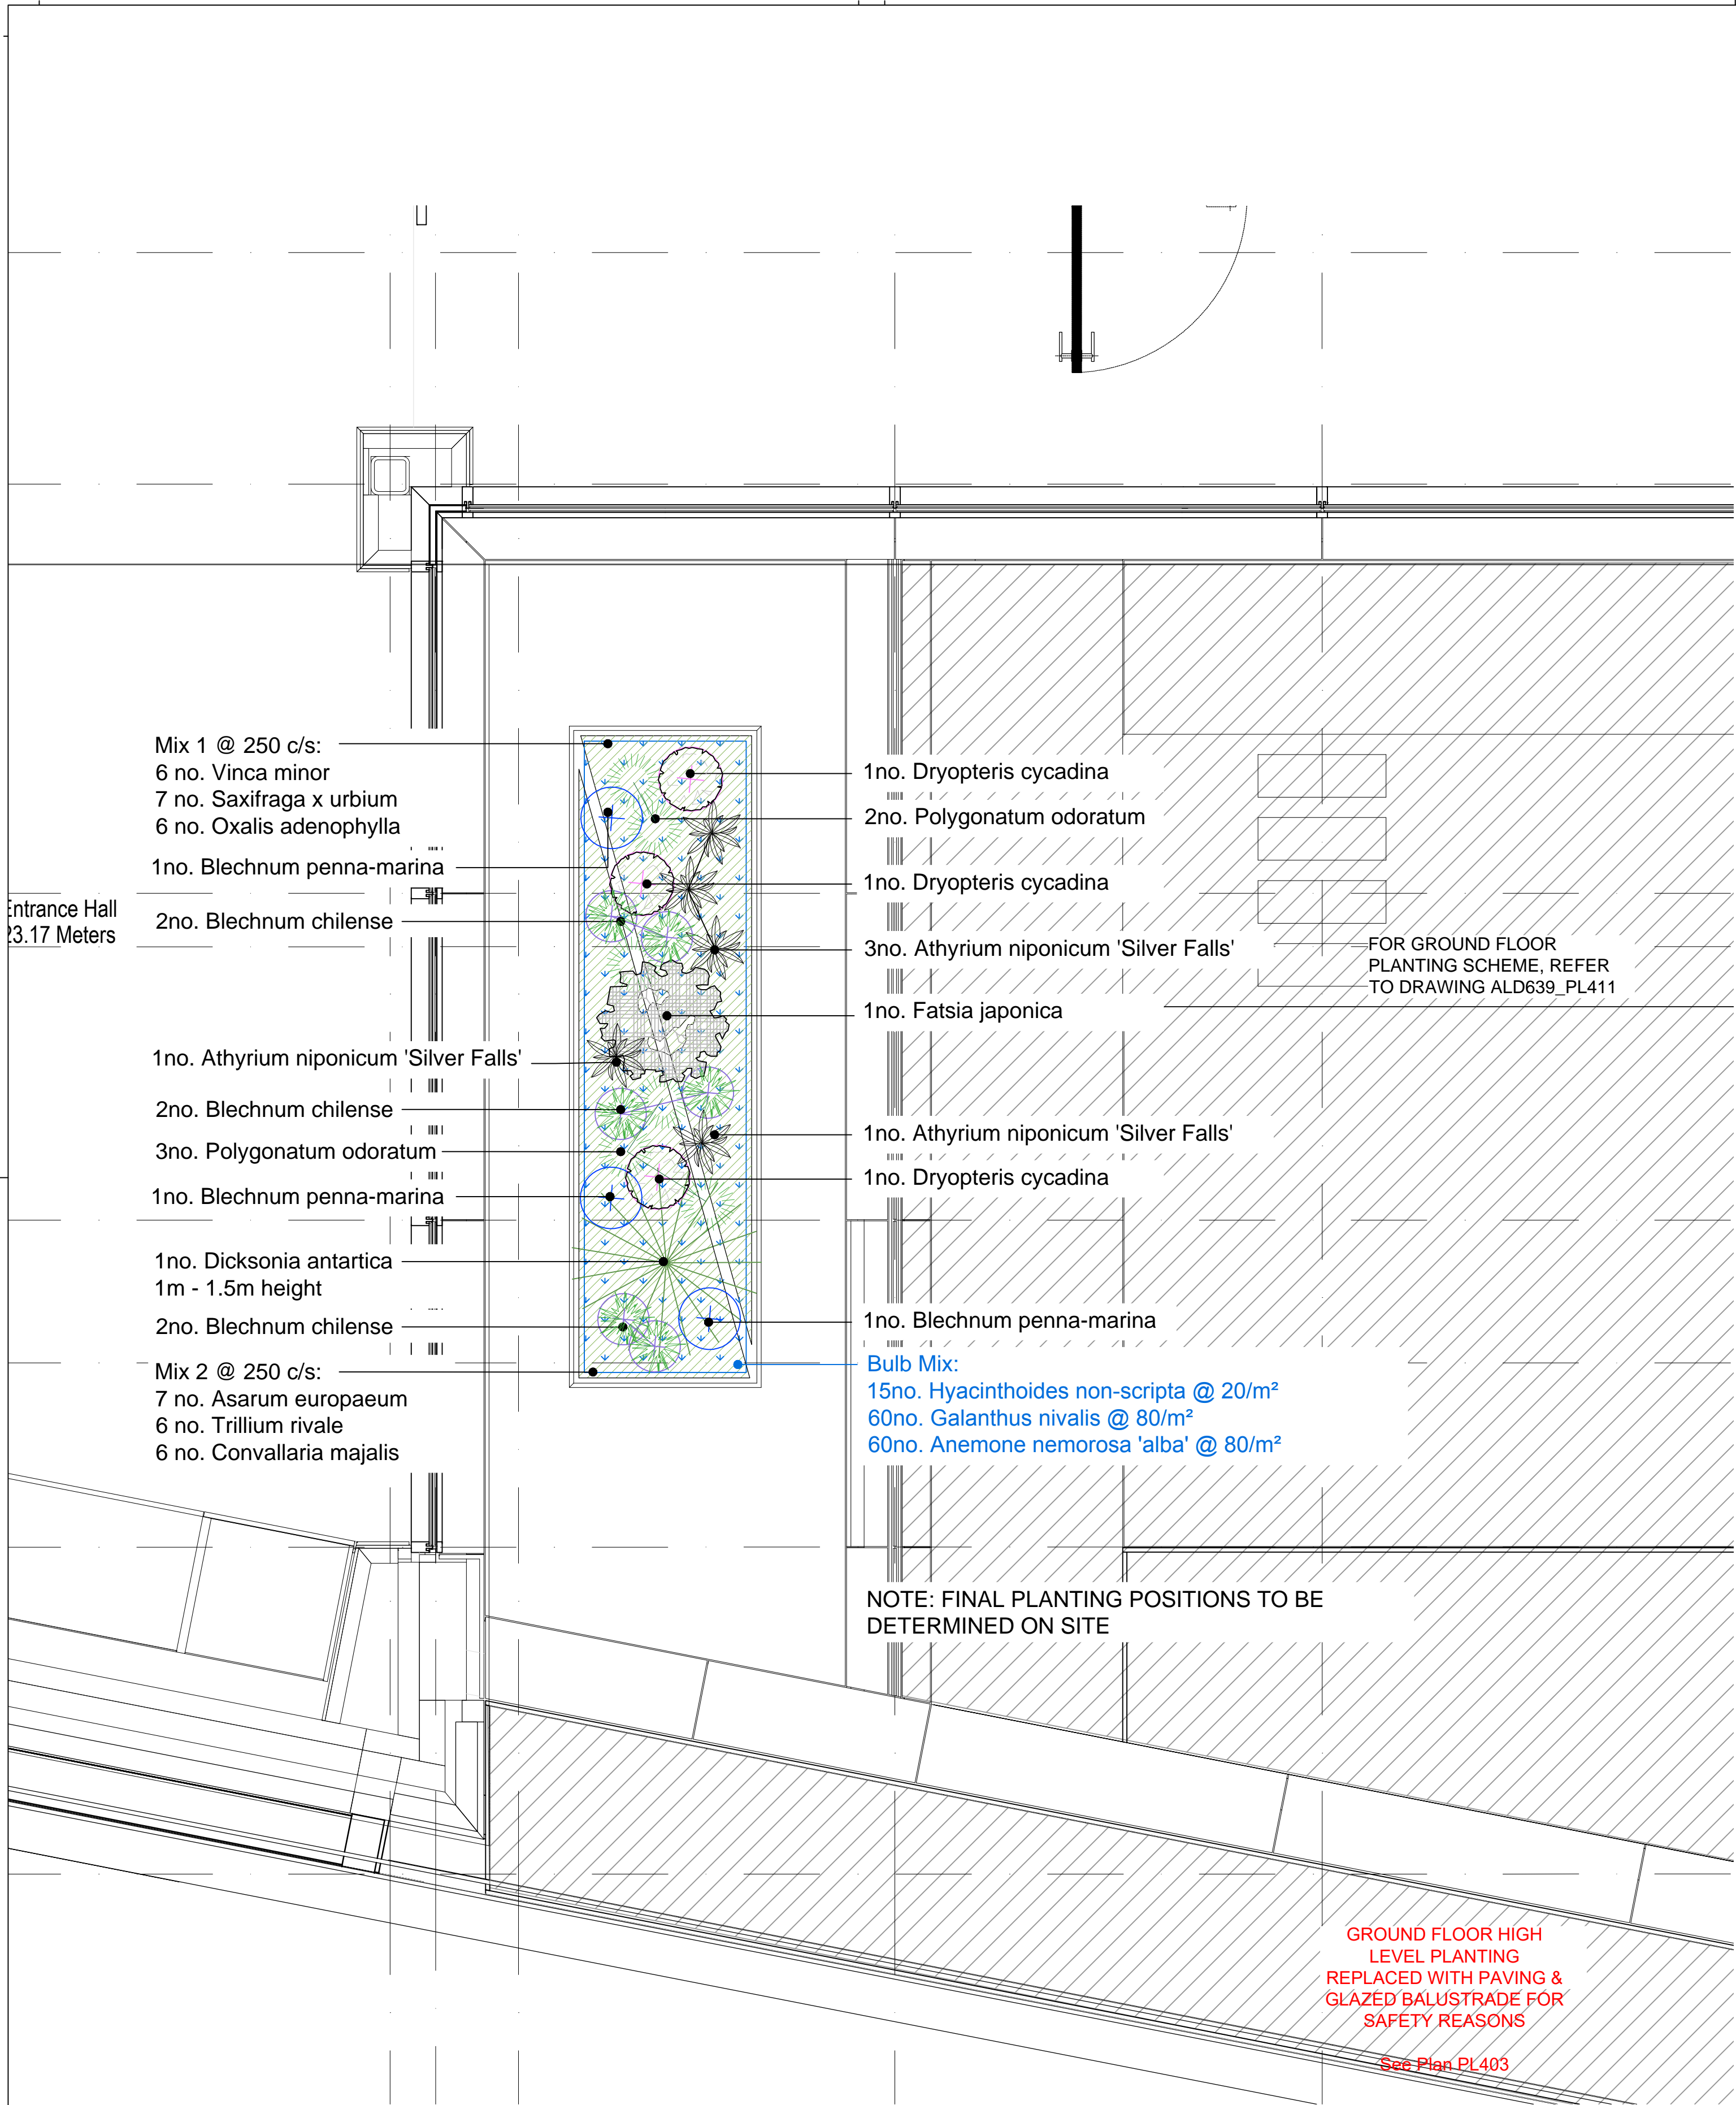 Mix 1 @ 250 c/s:
6 no. Vinca minor
7 no. Saxifraga x urbium
6 no. Oxalis adenophylla
1no. Blechnum penna-marina
2no. Blechnum chilense
Entrance Hall
23.17 Meters
1no. Athyrium niponicum 'Silver Falls'
2no. Blechnum chilense
3no. Polygonatum odoratum
1no. Blechnum penna-marina
1no. Dicksonia antartica
1m - 1.5m height
2no. Blechnum chilense
Mix 2 @ 250 c/s:
7 no. Asarum europaeum
6 no. Trillium rivale
6 no. Convallaria majalis
1no. Dryopteris cycadina
2no. Polygonatum odoratum
1no. Dryopteris cycadina
3no. Athyrium niponicum 'Silver Falls'
1no. Fatsia japonica
1no. Athyrium niponicum 'Silver Falls'
1no. Dryopteris cycadina
1no. Blechnum penna-marina
Bulb Mix:
15no. Hyacinthoides non-scripta @ 20/m²
60no. Galanthus nivalis @ 80/m²
60no. Anemone nemorosa 'alba' @ 80/m²
FOR GROUND FLOOR
PLANTING SCHEME, REFER
TO DRAWING ALD639_PL411
NOTE: FINAL PLANTING POSITIONS TO BE
DETERMINED ON SITE
GROUND FLOOR HIGH
LEVEL PLANTING
REPLACED WITH PAVING &
GLAZED BALUSTRADE FOR
SAFETY REASONS
See Plan PL403